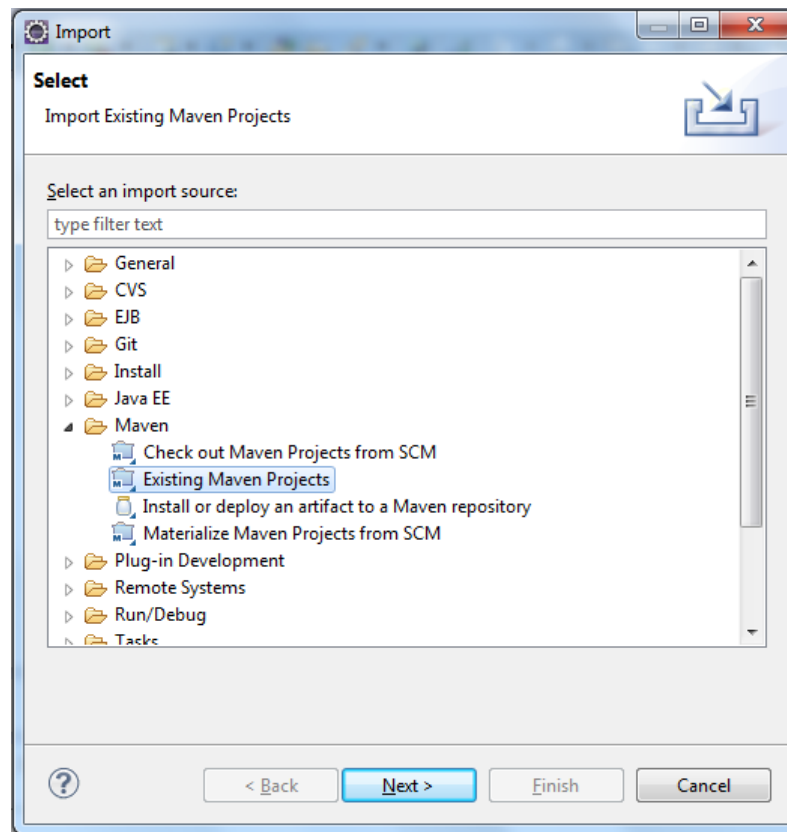 Import
Select
Import Existing Maven Projects
Select an import source:
type filter text
General
CVS
EJB
Git
Install
Java EE
Maven
Check out Maven Projects from SCM
Existing Maven Projects
Install or deploy an artifact to a Maven repository
Materialize Maven Projects from SCM
Plug-in Development
Remote Systems
Run/Debug
Tasks
? < Back Next > Finish Cancel